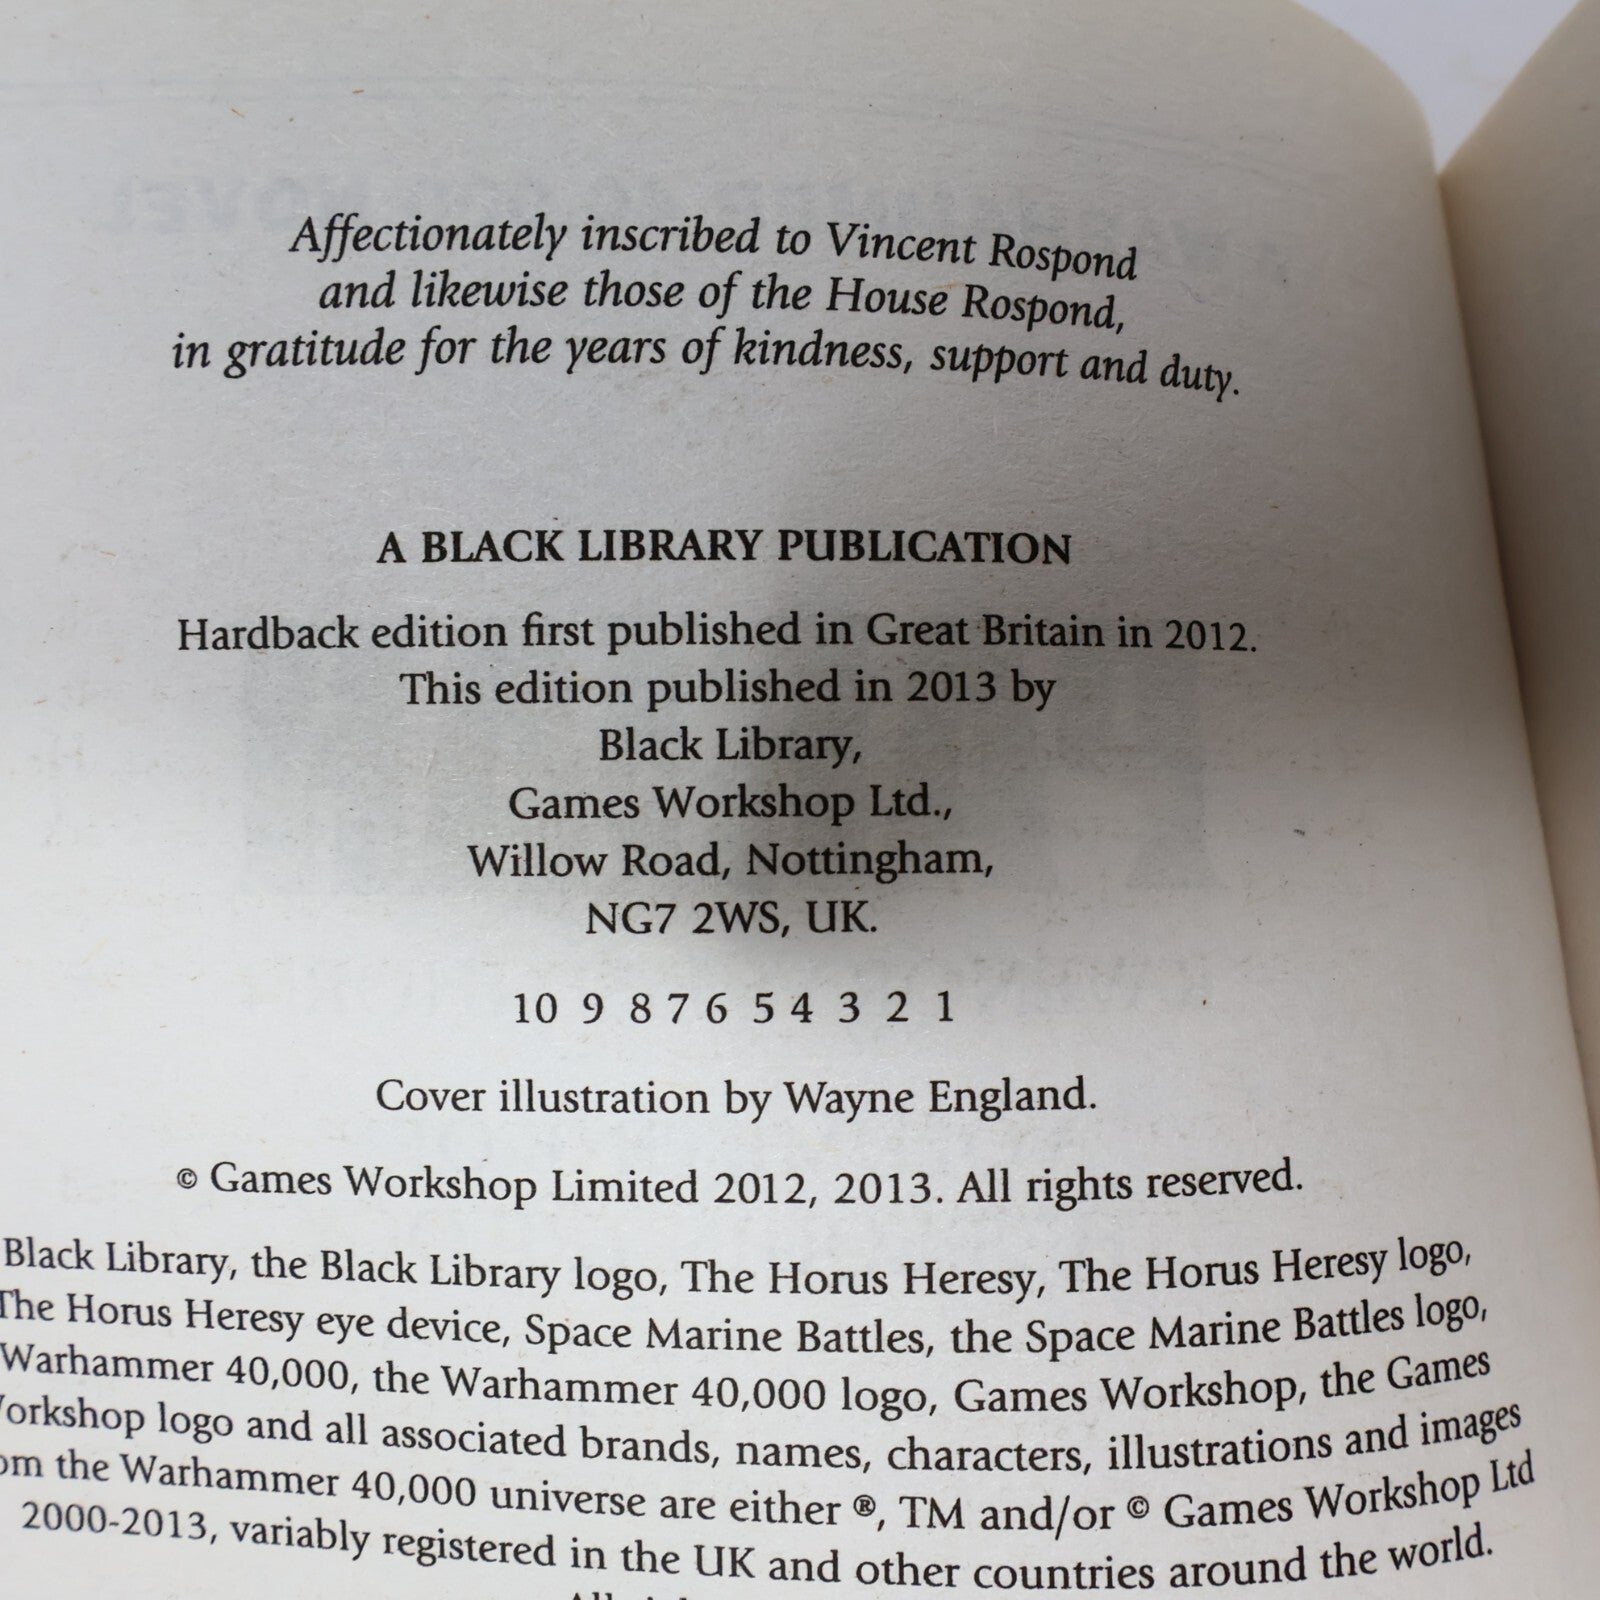 Affectionately inscribed to Vincent Rospond
and likewise those of the House Rospond,
in gratitude for the years of kindness, support and duty.
A BLACK LIBRARY PUBLICATION
Hardback edition first published in Great Britain in 2012.
This edition published in 2013 by
Black Library,
Games Workshop Ltd.,
Willow Road, Nottingham,
NG7 2WS, UK.
10 9 8 7 6 5 4 3 2 1
Cover illustration by Wayne England.
© Games Workshop Limited 2012, 2013. All rights reserved.
Black Library, the Black Library logo, The Horus Heresy, The Horus Heresy logo,
The Horus Heresy eye device, Space Marine Battles, the Space Marine Battles logo,
Warhammer 40,000, the Warhammer 40,000 logo, Games Workshop, the Games
orkshop logo and all associated brands, names, characters, illustrations and images
om the Warhammer 40,000 universe are either ®, TM and/or © Games Workshop Ltd
2000-2013, variably registered in the UK and other countries around the world.